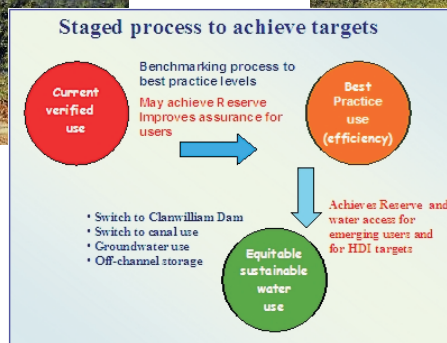 Staged process to achieve targets
Benchmarking process to
best practice levels
May achieve Reserve
Improves assurance for
users
Current
verified
use
Best
Practice
use
(efficiency)
Achieves Reserve and
water access for
emerging users and
for HDI targets
• Switch to Clanwilliam Dam
• Switch to canal use
• Groundwater use
• Off-channel storage
Equitable
sustainable
water
use